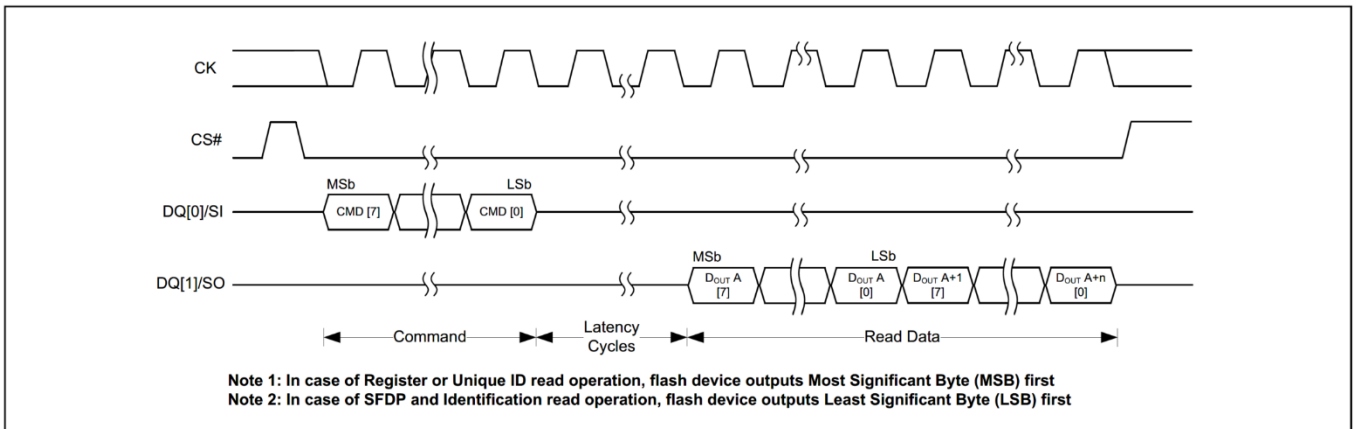 CK
CS#
MSb LSb
DQ[0]/SI CMD [7] CMD [0]
MSb LSb
DQ[1]/SO DOUT A [7] DOUT A [0] DOUT A+1 [7] DOUT A+n [0]
Command Latency Cycles Read Data
Note 1: In case of Register or Unique ID read operation, flash device outputs Most Significant Byte (MSB) first
Note 2: In case of SFDP and Identification read operation, flash device outputs Least Significant Byte (LSB) first